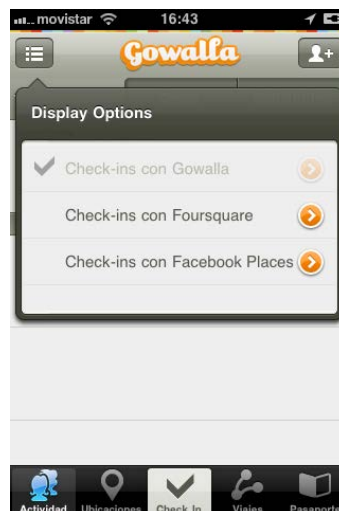 movistar 16:43
Gowalla
Display Options
Check-ins con Gowalla
Check-ins con Foursquare
Check-ins con Facebook Places
Actividad Ubicaciones Check In Viajes Pasaporte